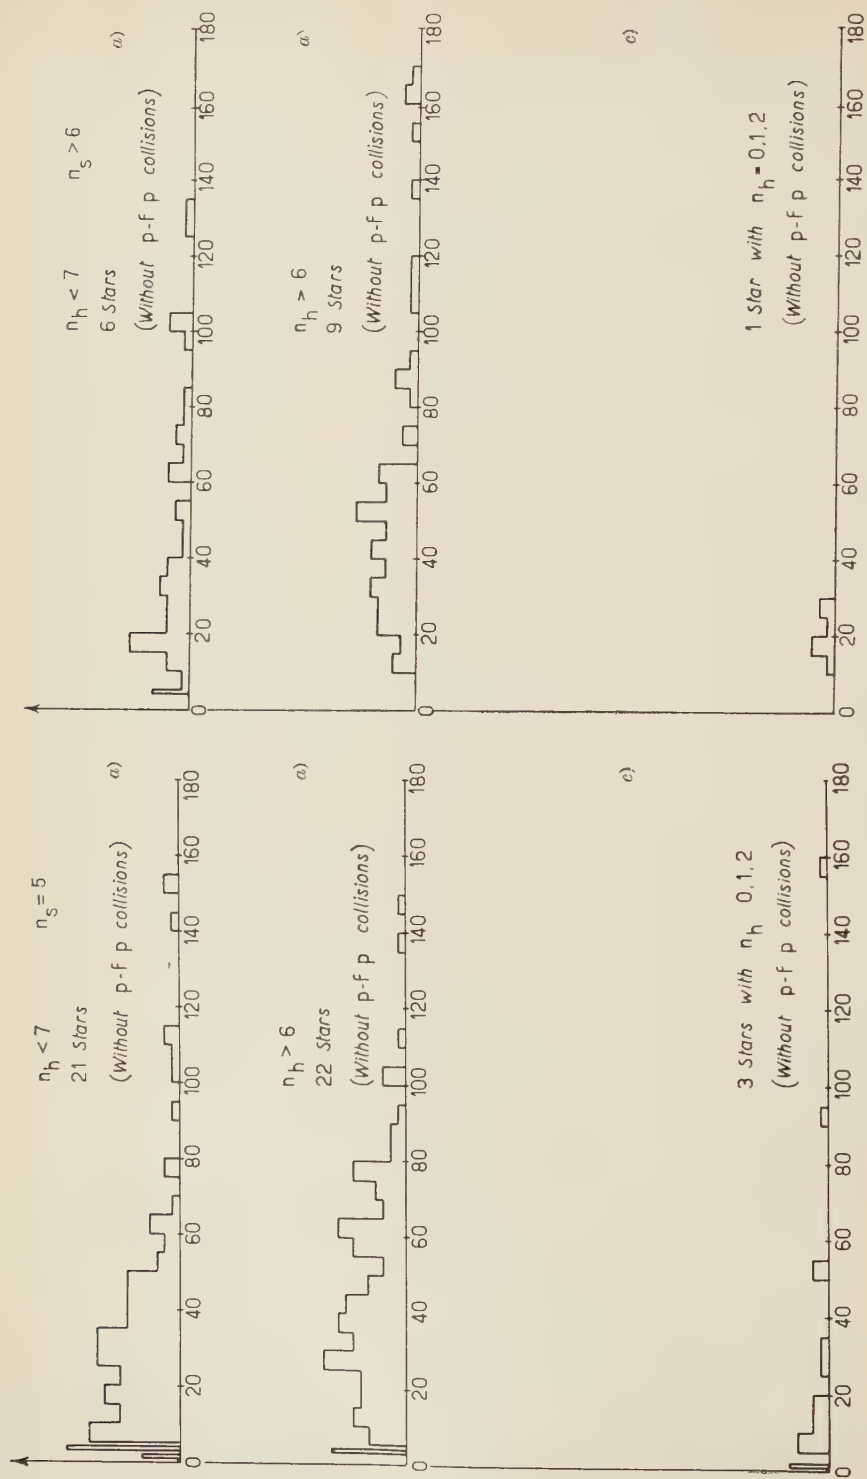 a)
n_h < 7 n_s = 5
21 Stars
(Without p-f p collisions)
0 20 40 60 80 100 120 140 160 180
a)
n_h > 6
22 Stars
(Without p-f p collisions)
0 20 40 60 80 100 120 140 160 180
c)
3 Stars with n_h 0,1,2
(Without p-f p collisions)
0 20 40 60 80 100 120 140 160 180
a)
n_h < 7 n_s > 6
6 Stars
(Without p-f p collisions)
0 20 40 60 80 100 120 140 160 180
a)
n_h > 6
9 Stars
(Without p-f p collisions)
0 20 40 60 80 100 120 140 160 180
c)
1 Star with n_h = 0,1,2
(Without p-f p collisions)
0 20 40 60 80 100 120 140 160 180